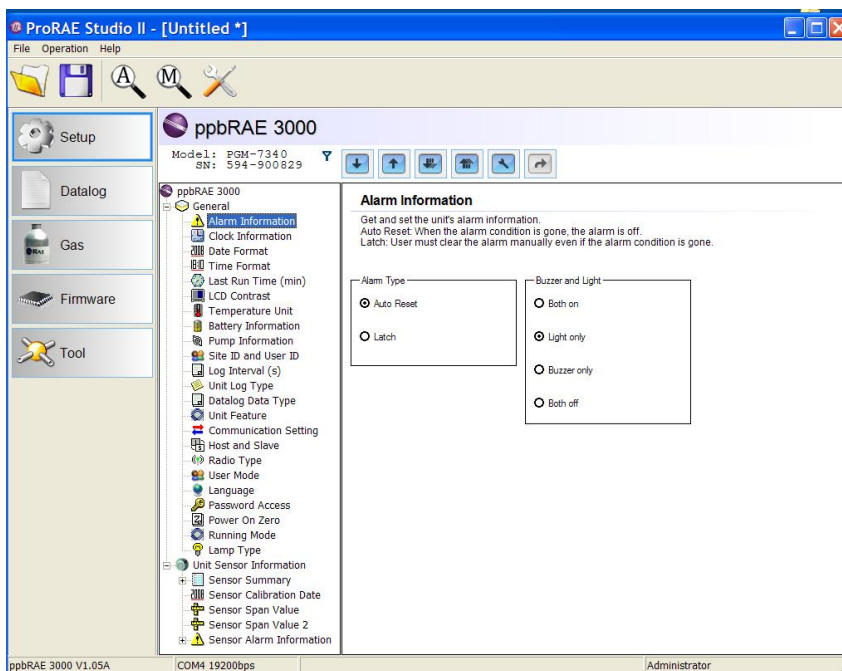 ProRAE Studio II - [Untitled *]
File Operation Help
A M
Setup
Datalog
Gas
RAE
Firmware
Tool
ppbRAE 3000
Model: PGM-7340
SN: 594-900829
ppbRAE 3000
General
Alarm Information
Clock Information
Date Format
Time Format
Last Run Time (min)
LCD Contrast
Temperature Unit
Battery Information
Pump Information
Site ID and User ID
Log Interval (s)
Unit Log Type
Datalog Data Type
Unit Feature
Communication Setting
Host and Slave
Radio Type
User Mode
Language
Password Access
Power On Zero
Running Mode
Lamp Type
Unit Sensor Information
Sensor Summary
Sensor Calibration Date
Sensor Span Value
Sensor Span Value 2
Sensor Alarm Information
Alarm Information
Get and set the unit's alarm information.
Auto Reset: When the alarm condition is gone, the alarm is off.
Latch: User must clear the alarm manually even if the alarm condition is gone.
Alarm Type
Auto Reset
Latch
Buzzer and Light
Both on
Light only
Buzzer only
Both off
ppbRAE 3000 V1.05A
COM4 19200bps
Administrator